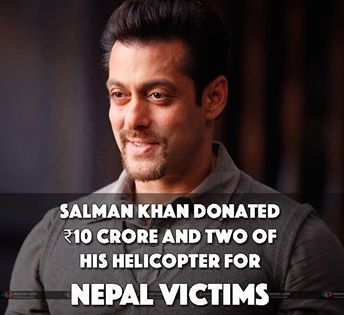 SALMAN KHAN DONATED
₹10 CRORE AND TWO OF
HIS HELICOPTER FOR
NEPAL VICTIMS